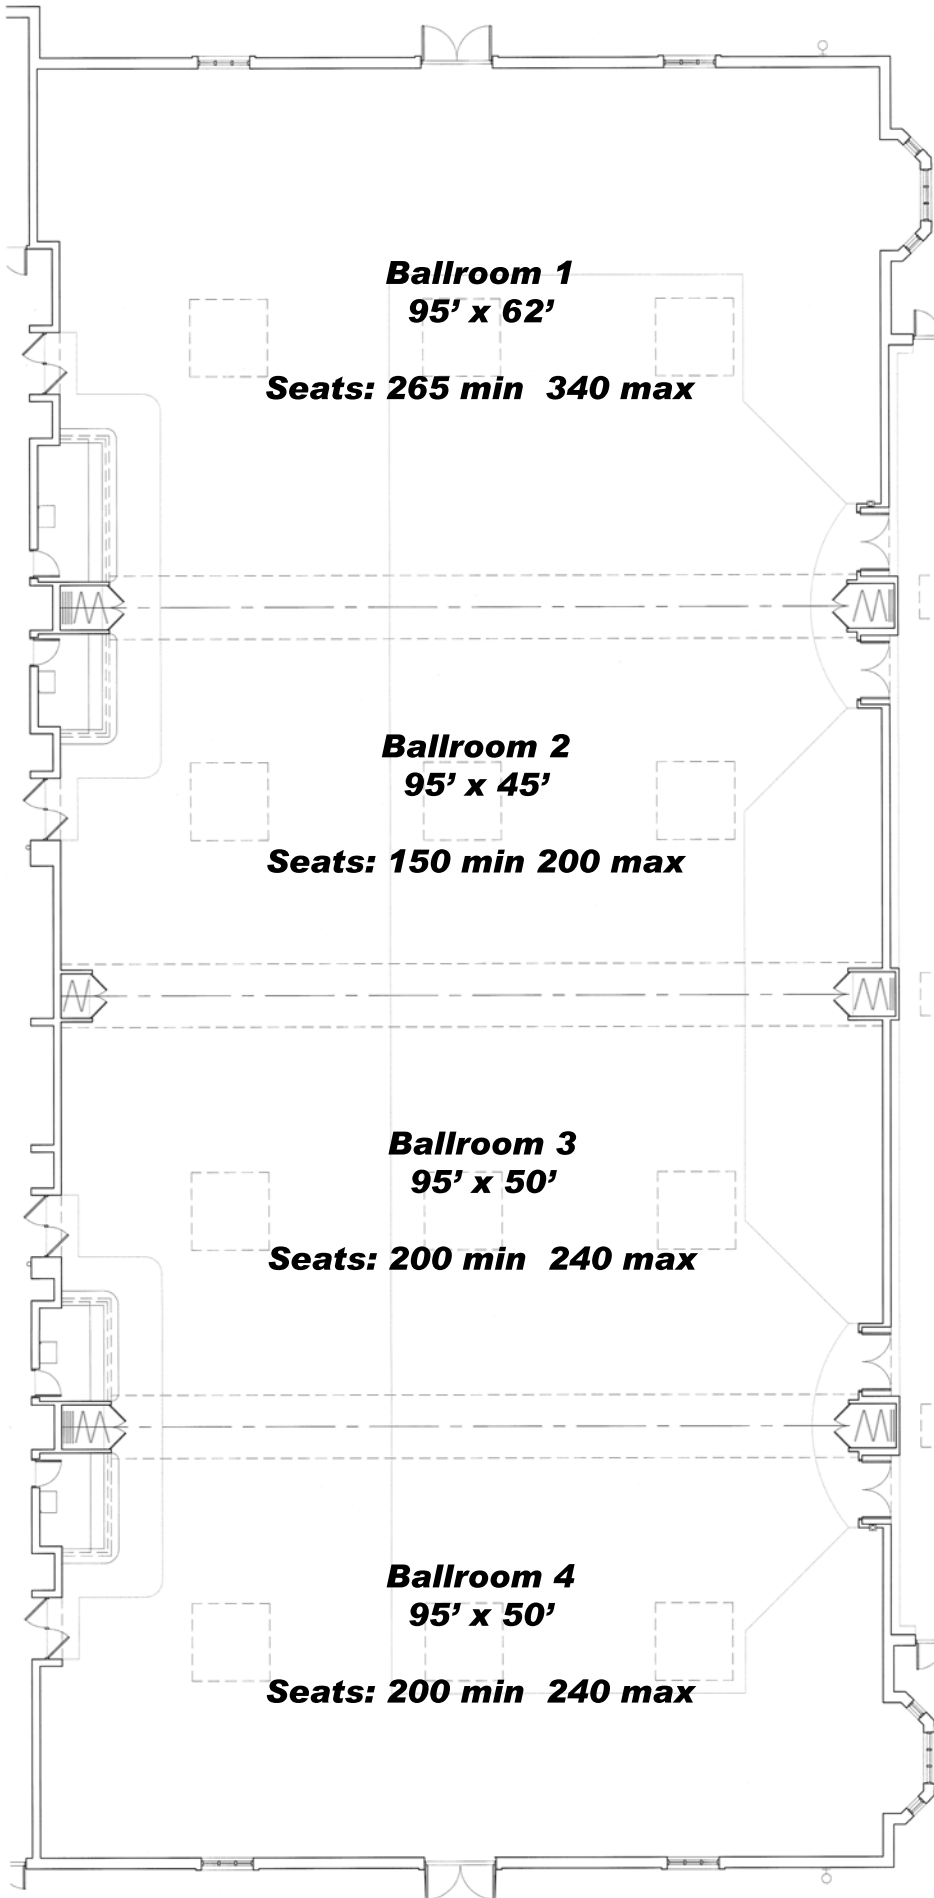 Ballroom 1
95’ x 62’
Seats: 265 min 340 max
Ballroom 2
95’ x 45’
Seats: 150 min 200 max
Ballroom 3
95’ x 50’
Seats: 200 min 240 max
Ballroom 4
95’ x 50’
Seats: 200 min 240 max